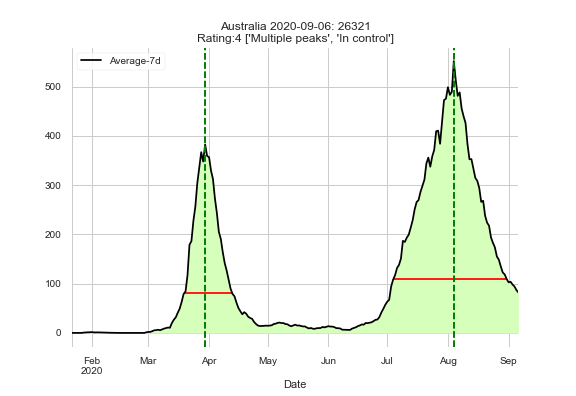 Australia 2020-09-06: 26321
Rating:4 ['Multiple peaks', 'In control']
Average-7d
500
400
300
200
100
0
Feb Mar Apr May Jun Jul Aug Sep
2020
Date